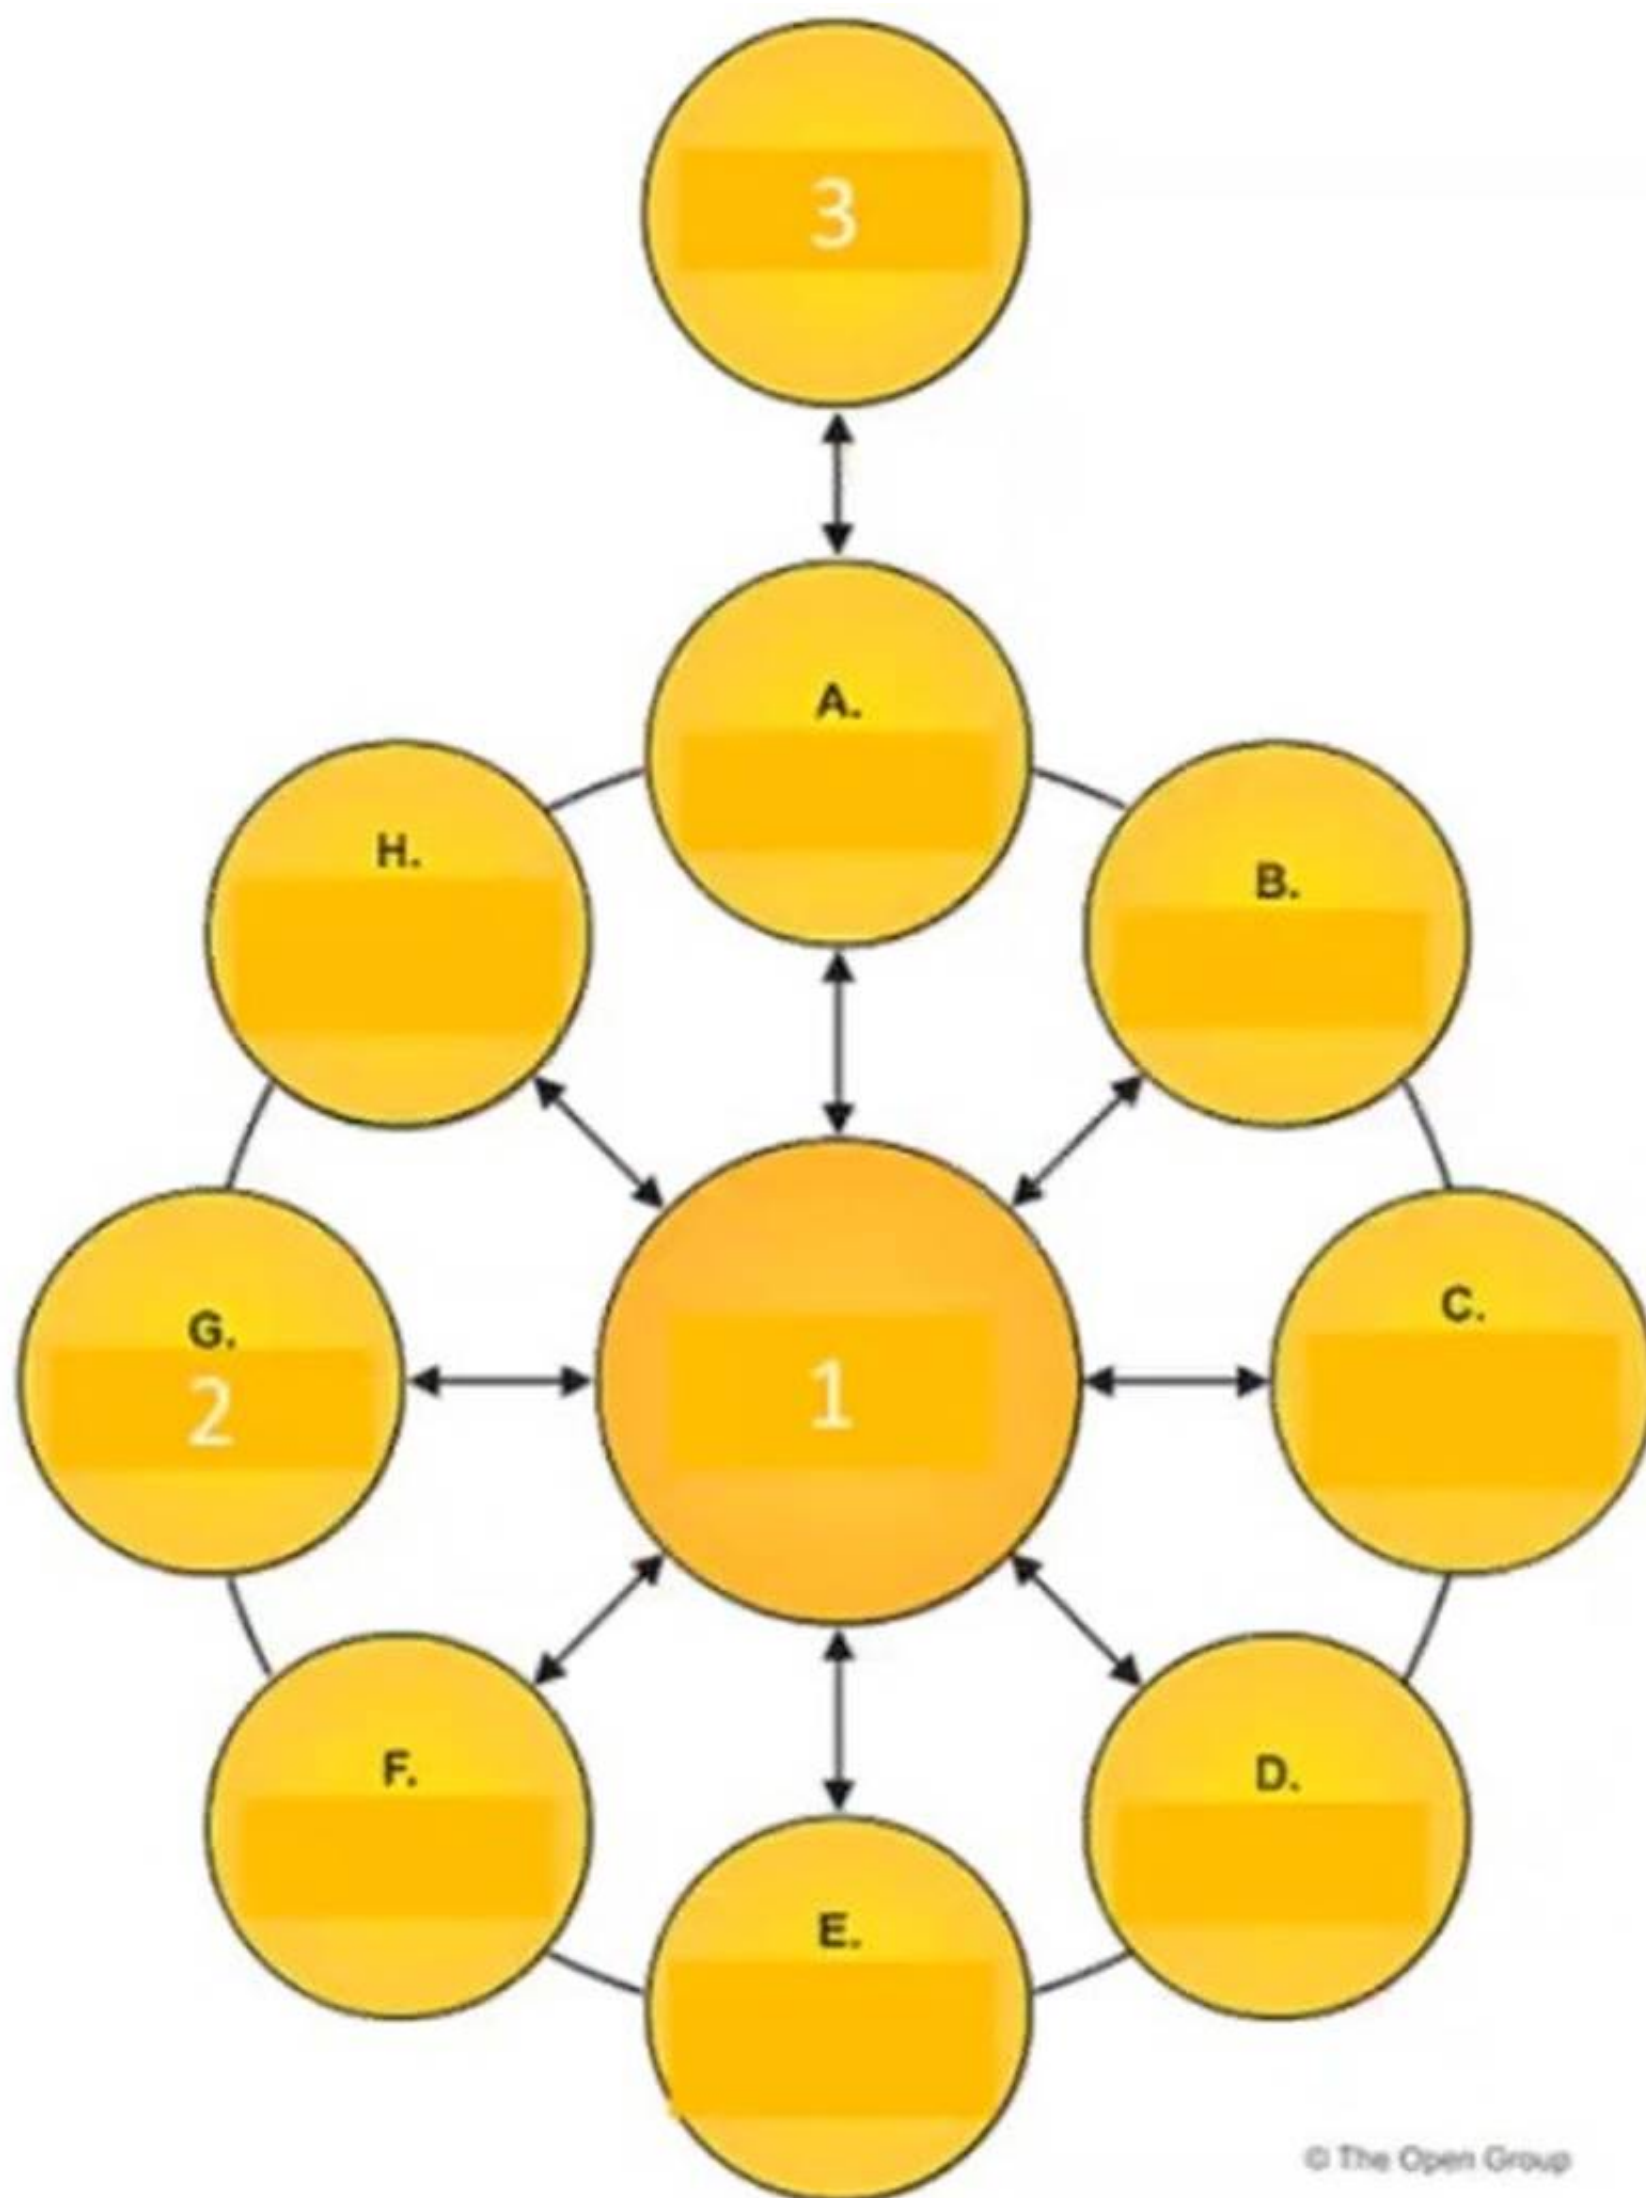 3
A.
H.
B.
G.
2
1
C.
F.
D.
E.
© The Open Group